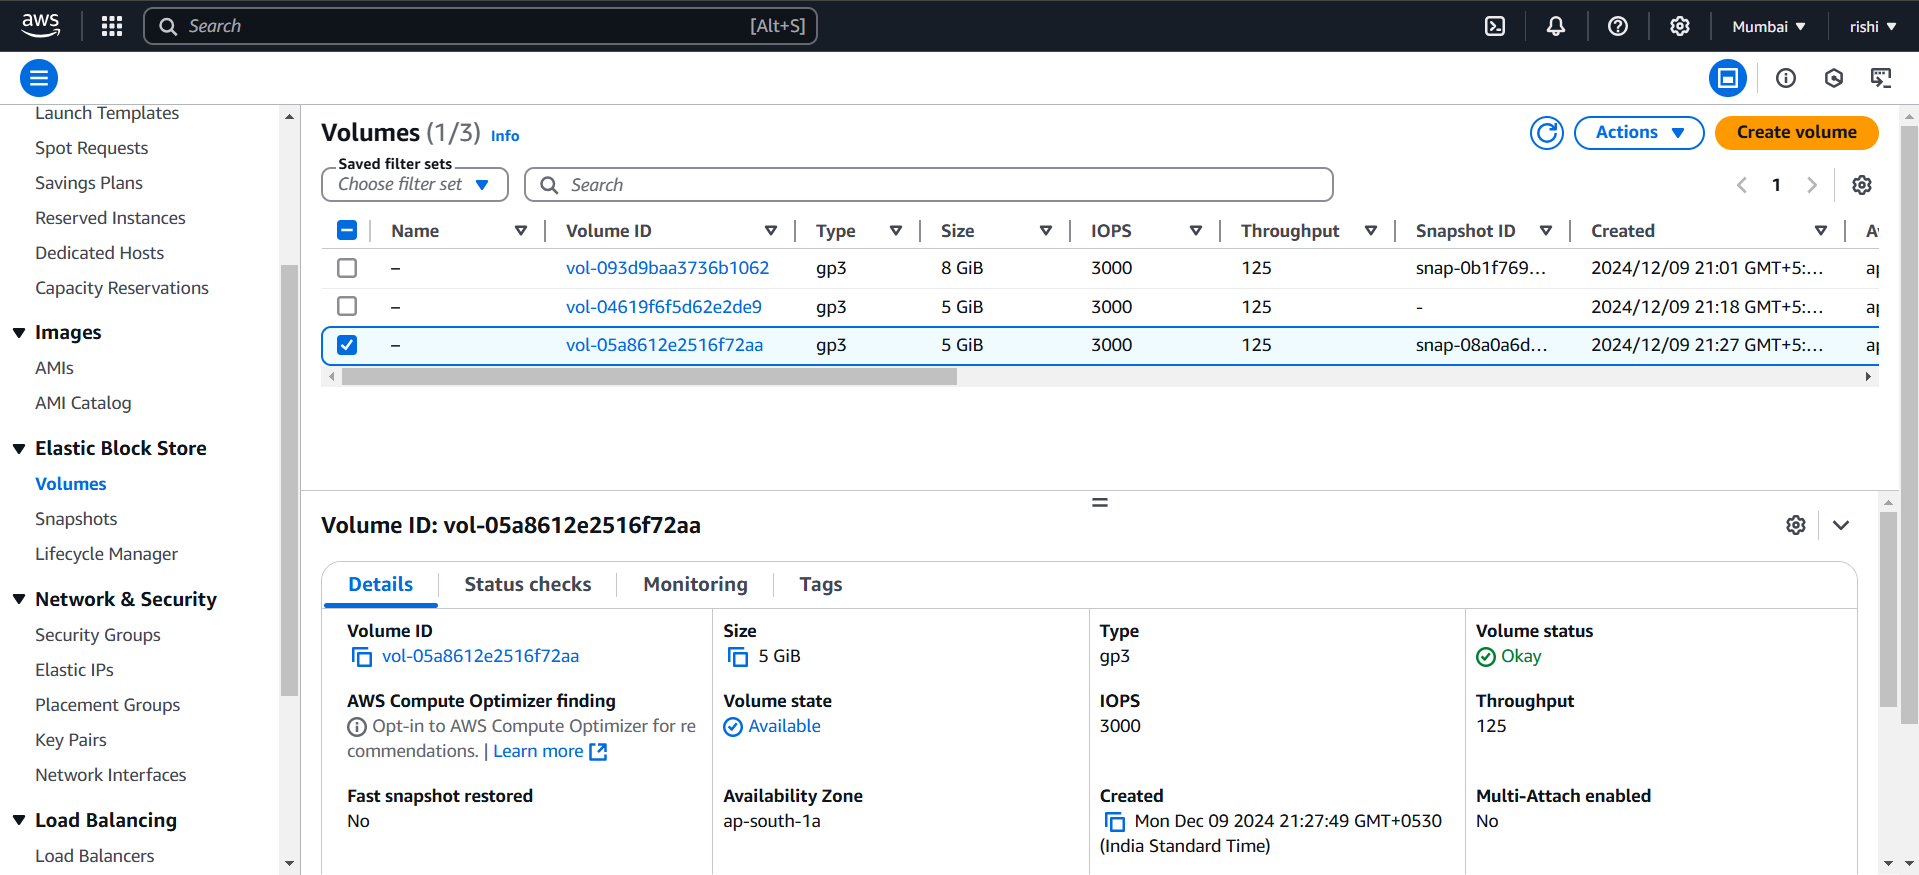 aws
Search [Alt+S]
Mumbai ▼ rishi ▼
Launch Templates
Spot Requests
Savings Plans
Reserved Instances
Dedicated Hosts
Capacity Reservations
Images
AMIs
AMI Catalog
Elastic Block Store
Volumes
Snapshots
Lifecycle Manager
Network & Security
Security Groups
Elastic IPs
Placement Groups
Key Pairs
Network Interfaces
Load Balancing
Load Balancers
Volumes (1/3) Info
Actions
Create volume
Saved filter sets
Choose filter set
Search
1
Name Volume ID Type Size IOPS Throughput Snapshot ID Created
– vol-093d9baa3736b1062 gp3 8 GiB 3000 125 snap-0b1f769... 2024/12/09 21:01 GMT+5:...
– vol-04619f6f5d62e2de9 gp3 5 GiB 3000 125 - 2024/12/09 21:18 GMT+5:...
– vol-05a8612e2516f72aa gp3 5 GiB 3000 125 snap-08a0a6d... 2024/12/09 21:27 GMT+5:...
Volume ID: vol-05a8612e2516f72aa
Details Status checks Monitoring Tags
Volume ID
vol-05a8612e2516f72aa
Size
5 GiB
Type
gp3
Volume status
Okay
AWS Compute Optimizer finding
Opt-in to AWS Compute Optimizer for re
commendations. | Learn more
Volume state
Available
IOPS
3000
Throughput
125
Fast snapshot restored
No
Availability Zone
ap-south-1a
Created
Mon Dec 09 2024 21:27:49 GMT+0530
(India Standard Time)
Multi-Attach enabled
No